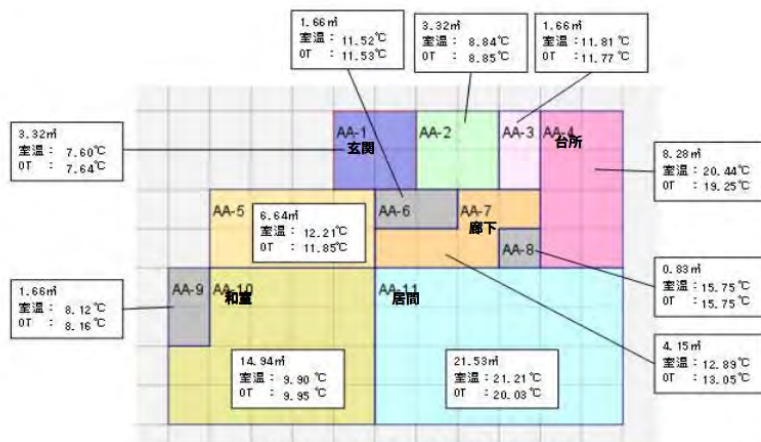 1.66㎡
室温： 11.52℃
OT ： 11.53℃
3.32㎡
室温： 8.84℃
OT ： 8.85℃
1.66㎡
室温：11.81℃
OT ： 11.77℃
3.32㎡
室温： 7.60℃
OT ： 7.64℃
AA-1
玄関
AA-2
AA-3
AA-4
台所
8.28㎡
室温： 20.44℃
OT ： 19.25℃
AA-5
6.64㎡
室温： 12.21℃
OT ： 11.85℃
AA-6
AA-7
廊下
AA-8
0.83㎡
室温：15.75℃
OT ：15.75℃
1.66㎡
室温： 8.12℃
OT ： 8.16℃
AA-9
AA-10
和室
AA-11
居間
14.94㎡
室温： 9.90℃
OT ： 9.95℃
21.53㎡
室温：21.21℃
OT ： 20.03℃
4.15㎡
室温：12.89℃
OT ：13.05℃